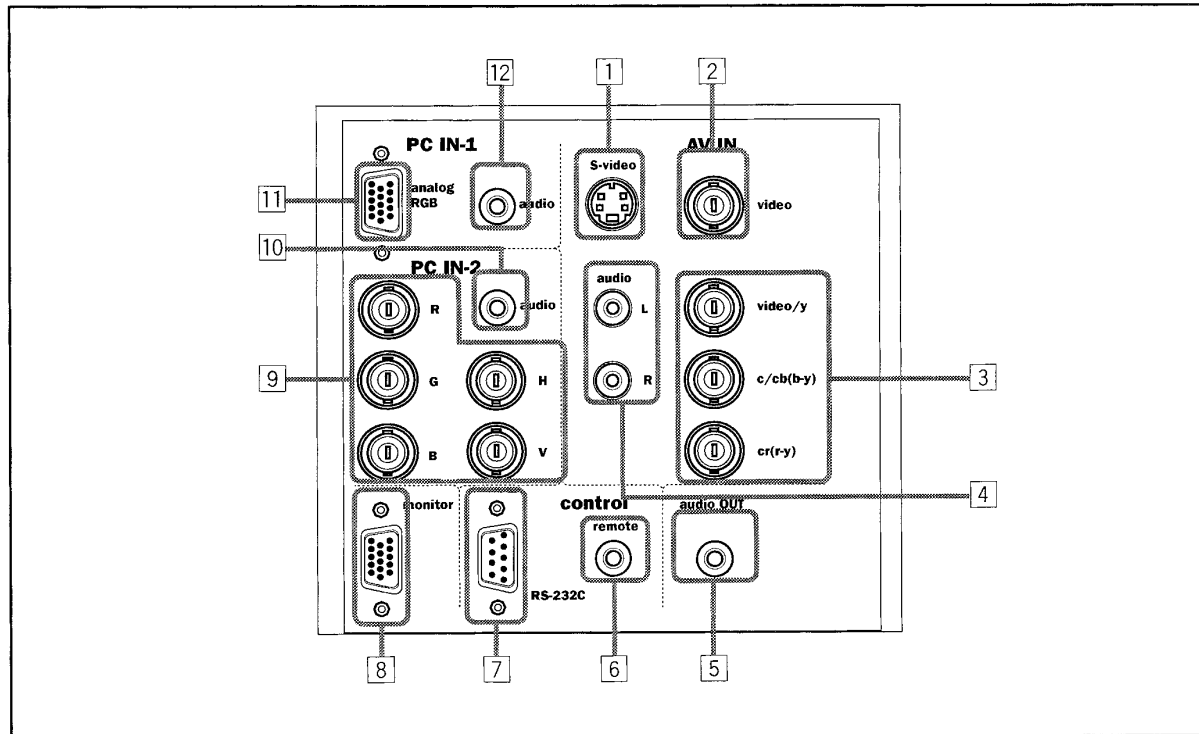 12
1
2
PC IN-1
AV IN
S-video
11
analog
RGB
audio
video
10
PC IN-2
audio
audio
R
L
video/y
9
G
H
R
c/cb(b-y)
3
B
V
cr(r-y)
4
monitor
control
audio OUT
remote
RS-232C
8
7
6
5